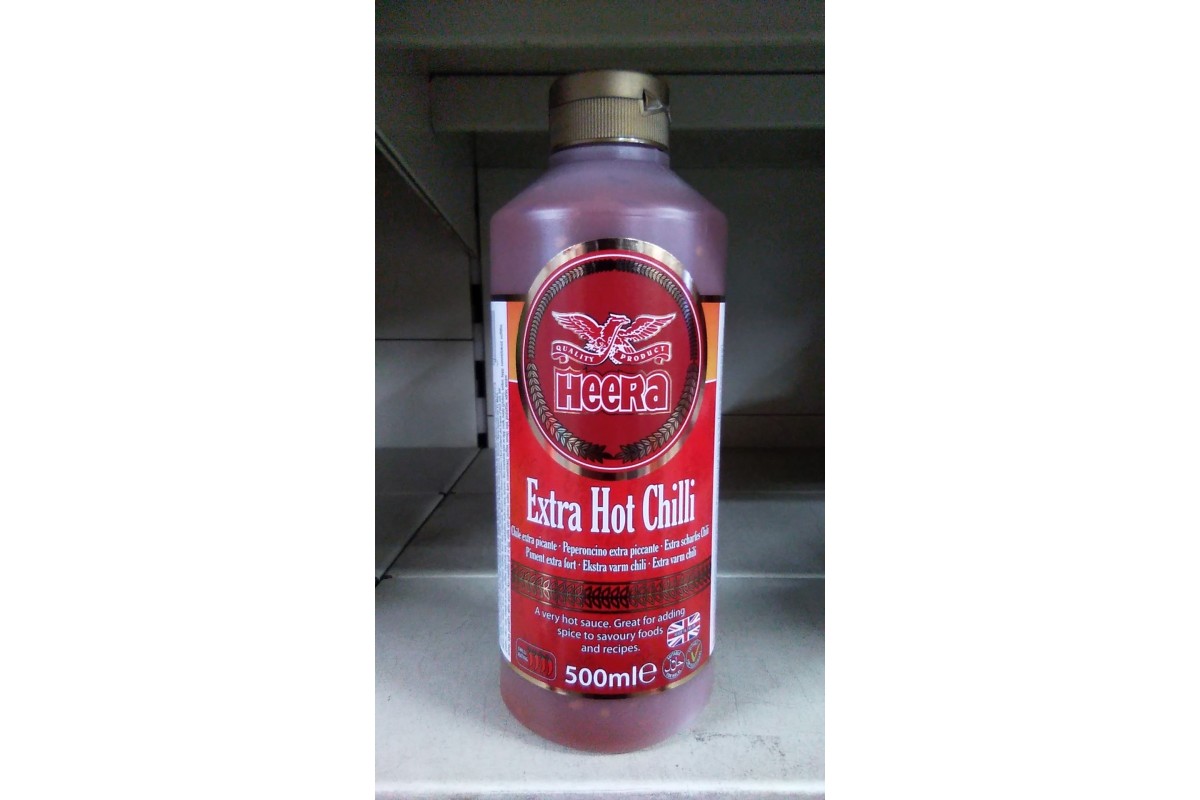 QUALITY PRODUCT
HEERA
Extra Hot Chilli
Chile extra picante · Peperoncino extra piccante · Extra scharfes Chili
Piment extra fort · Ekstra varm chili · Extra varm chili
A very hot sauce. Great for adding
spice to savoury foods
and recipes.
500ml℮